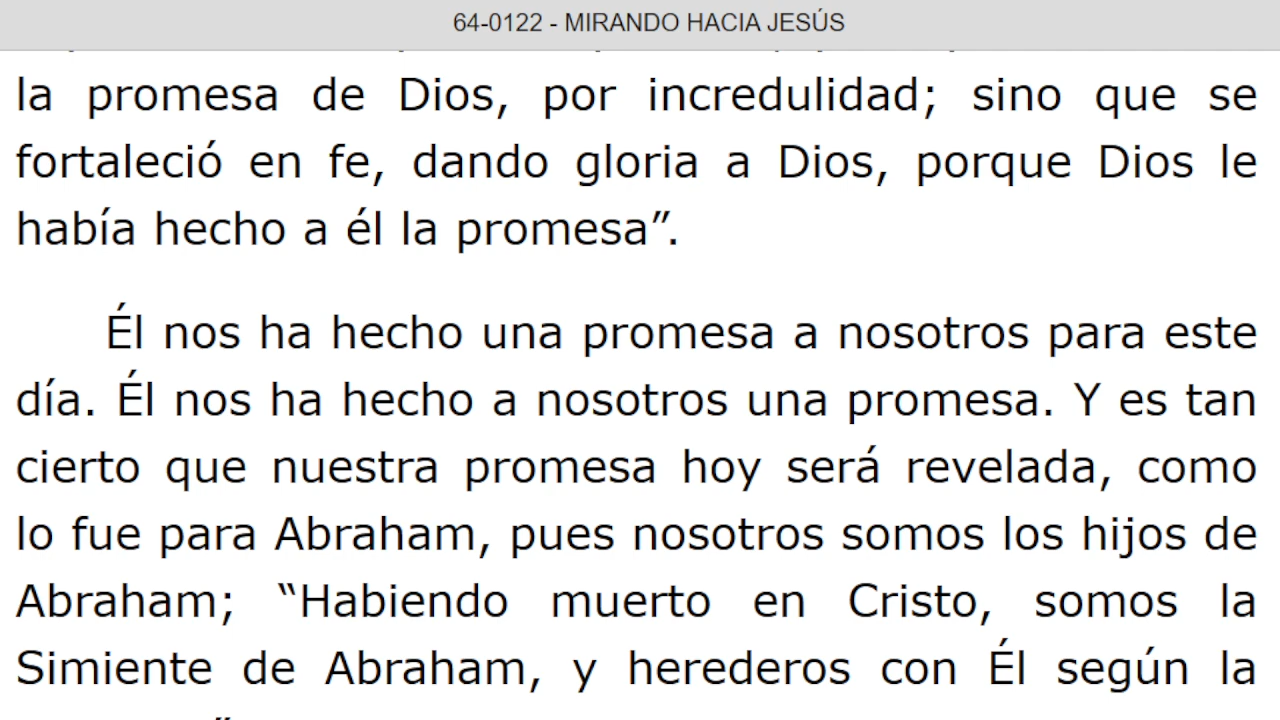 64-0122 - MIRANDO HACIA JESÚS
la promesa de Dios, por incredulidad; sino que se
fortaleció en fe, dando gloria a Dios, porque Dios le
había hecho a él la promesa”.
Él nos ha hecho una promesa a nosotros para este
día. Él nos ha hecho a nosotros una promesa. Y es tan
cierto que nuestra promesa hoy será revelada, como
lo fue para Abraham, pues nosotros somos los hijos de
Abraham; “Habiendo muerto en Cristo, somos la
Simiente de Abraham, y herederos con Él según la